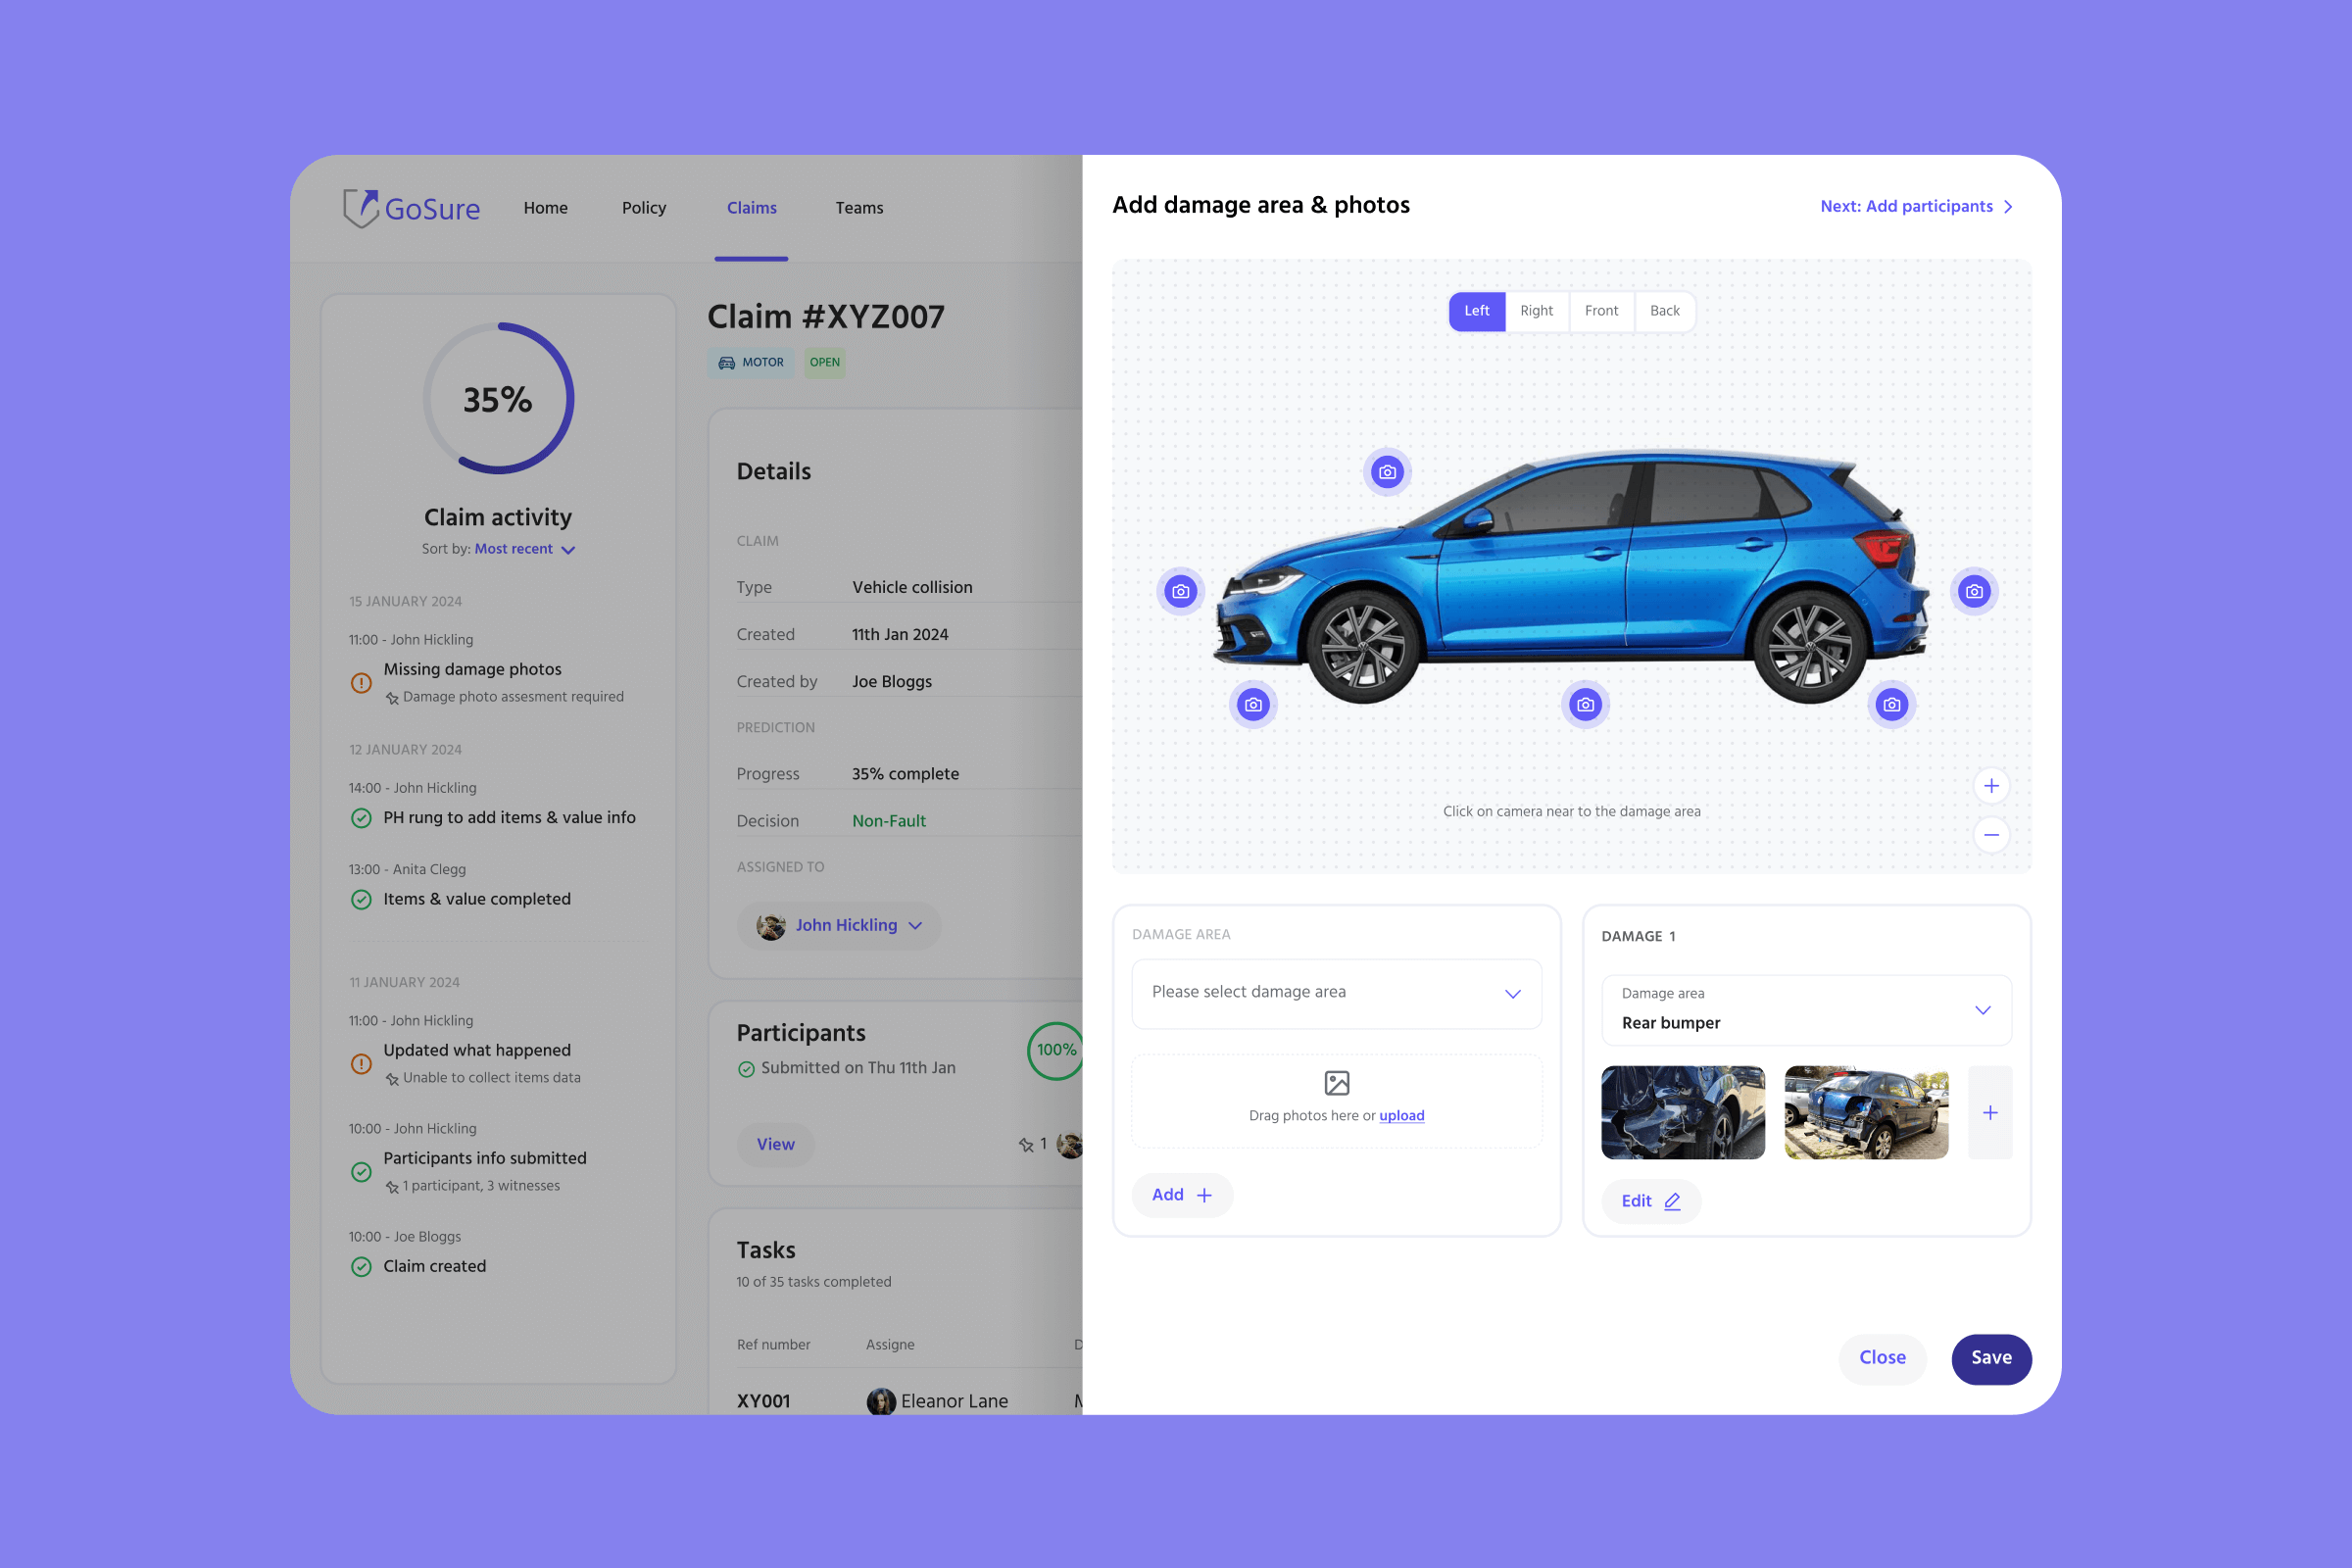 GoSure
Home
Policy
Claims
Teams
35%
Claim activity
Sort by: Most recent
15 JANUARY 2024
11:00 - John Hickling
Missing damage photos
Damage photo assesment required
12 JANUARY 2024
14:00 - John Hickling
PH rung to add items & value info
13:00 - Anita Clegg
Items & value completed
11 JANUARY 2024
11:00 - John Hickling
Updated what happened
Unable to collect items data
10:00 - John Hickling
Participants info submitted
1 participant, 3 witnesses
10:00 - Joe Bloggs
Claim created
Claim #XYZ007
MOTOR
OPEN
Details
CLAIM
Type Vehicle collision
Created 11th Jan 2024
Created by Joe Bloggs
PREDICTION
Progress 35% complete
Decision Non-Fault
ASSIGNED TO
John Hickling
Participants
100%
Submitted on Thu 11th Jan
View
1
Tasks
10 of 35 tasks completed
Ref number Assigne D
XY001 Eleanor Lane M
Add damage area & photos
Next: Add participants
Left
Right
Front
Back
Click on camera near to the damage area
DAMAGE AREA
Please select damage area
Drag photos here or upload
Add
DAMAGE 1
Damage area
Rear bumper
Edit
Close
Save